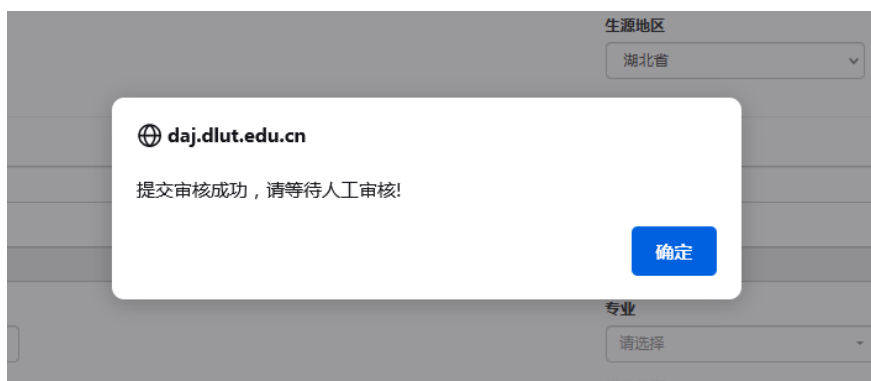 生源地区
湖北省
daj.dlut.edu.cn
提交审核成功，请等待人工审核!
确定
专业
请选择